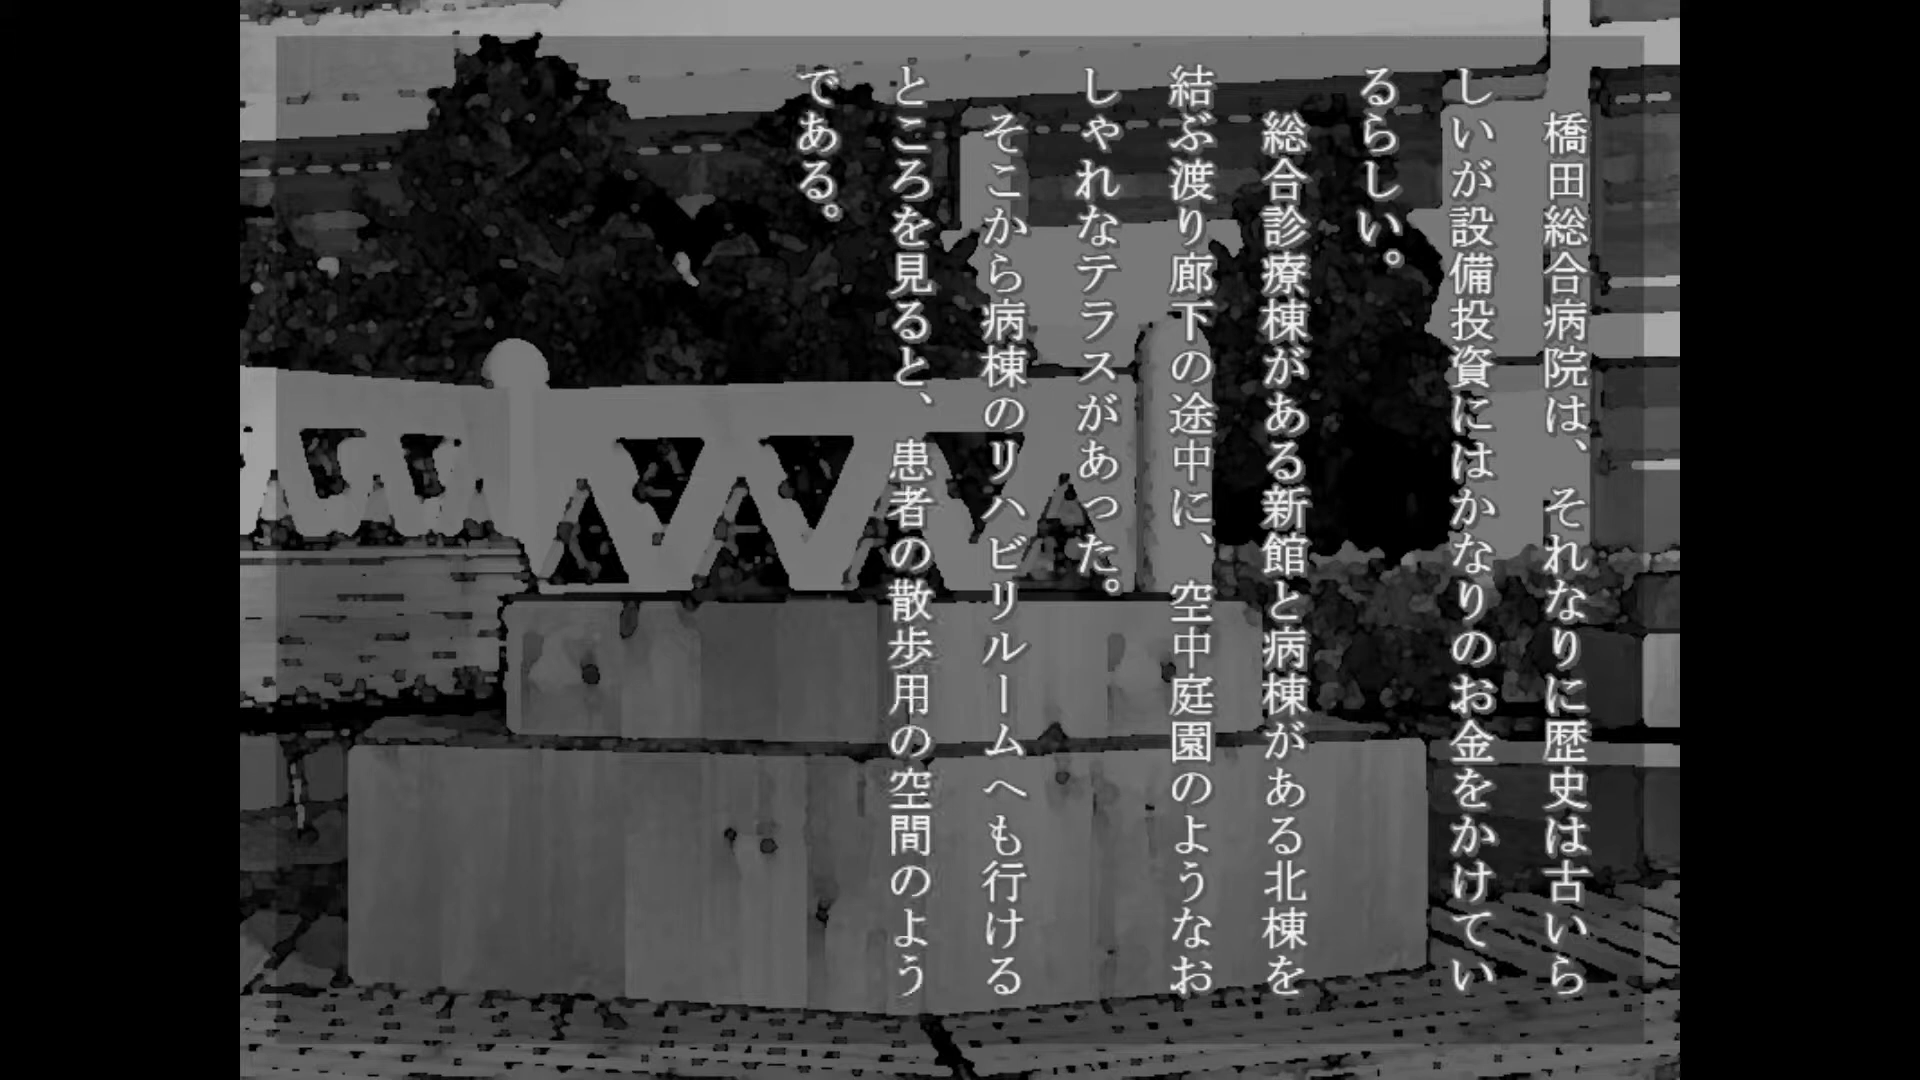 橋田総合病院は、それなりに歴史は古いら
しいが設備投資にはかなりのお金をかけてい
るらしい。
　総合診療棟がある新館と病棟がある北棟を
結ぶ渡り廊下の途中に、空中庭園のようなお
しゃれなテラスがあった。
　そこから病棟のリハビリルームへも行ける
ところを見ると、患者の散歩用の空間のよう
である。